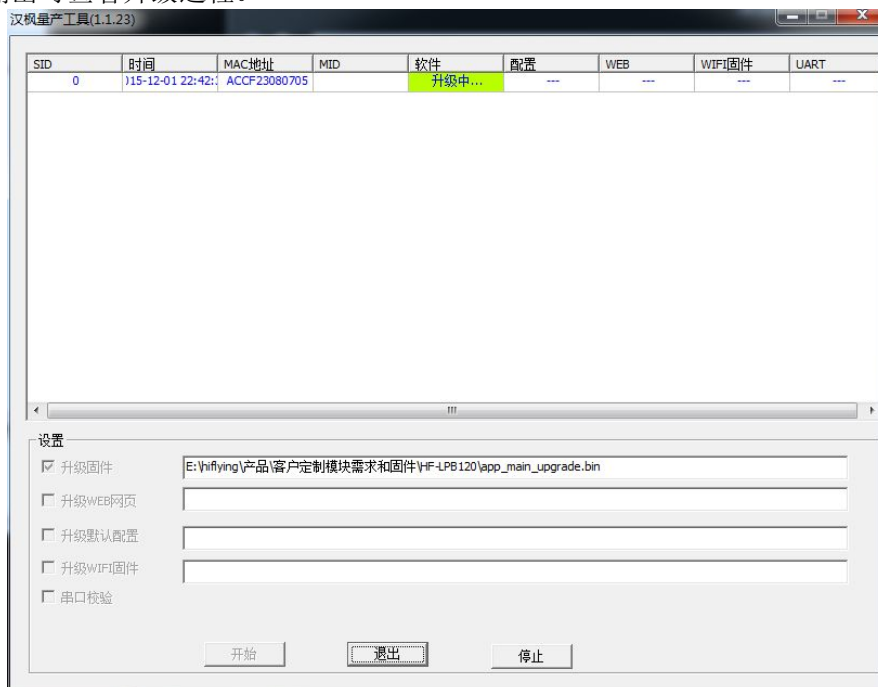 汉枫量产工具(1.1.23)
SID 时间 MAC地址 MID 软件 配置 WEB WIFI固件 UART
0 )15-12-01 22:42: ACCF23080705 升级中... --- --- --- ---
设置
升级固件 E:\hiflying\产品\客户定制模块需求和固件\HF-LPB120\app_main_upgrade.bin
升级WEB网页
升级默认配置
升级WIFI固件
串口校验
开始 退出 停止